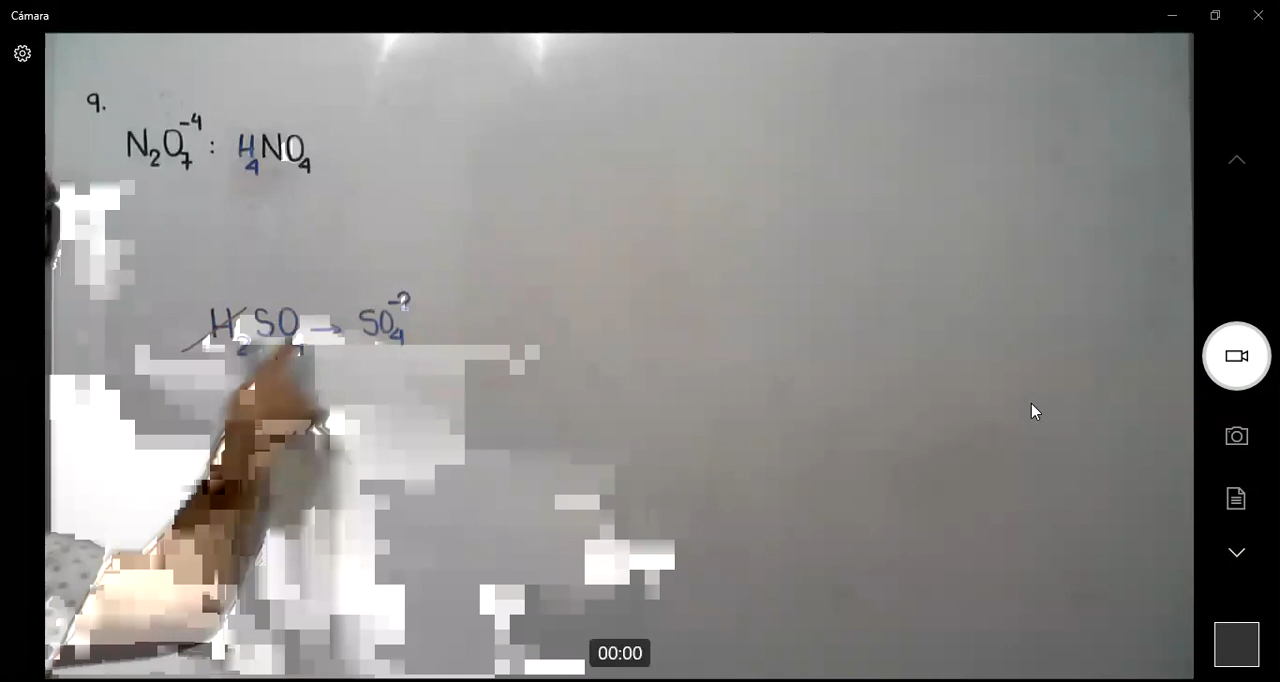 Cámara
9.
N₂O₇⁻⁴ : H₄NO₄
H₂SO₄ → SO₄⁻²
00:00